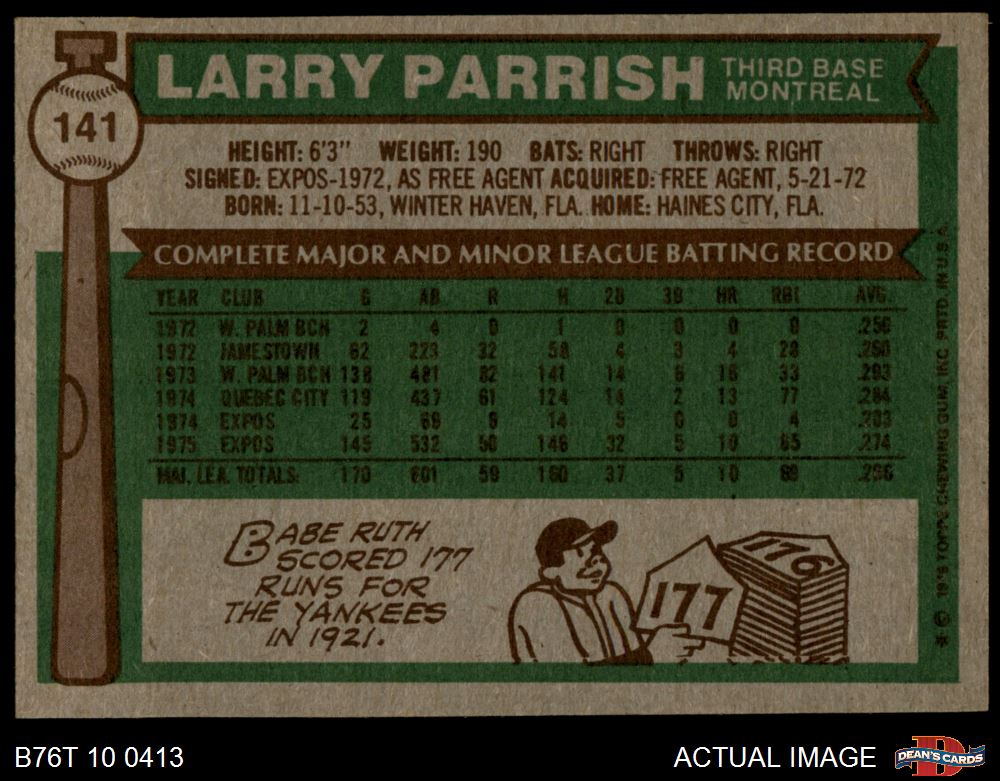 141
LARRY PARRISH
THIRD BASE
MONTREAL
HEIGHT: 6'3" WEIGHT: 190 BATS: RIGHT THROWS: RIGHT
SIGNED: EXPOS-1972, AS FREE AGENT ACQUIRED: FREE AGENT, 5-21-72
BORN: 11-10-53, WINTER HAVEN, FLA. HOME: HAINES CITY, FLA.
COMPLETE MAJOR AND MINOR LEAGUE BATTING RECORD
YEAR CLUB G AB R H 2B 3B HR RBI AVG.
1972 W. PALM BCH 2 4 0 1 0 0 0 0 .250
1972 JAMESTOWN 62 223 32 58 4 3 4 28 .260
1973 W. PALM BCH 138 481 82 141 14 6 16 33 .293
1974 QUEBEC CITY 119 437 61 124 14 2 13 77 .284
1974 EXPOS 25 69 9 14 5 0 0 4 .203
1975 EXPOS 145 532 50 146 32 5 10 65 .274
MAJ. LEA. TOTALS: 170 601 59 160 37 5 10 69 .266
BABE RUTH
SCORED 177
RUNS FOR
THE YANKEES
IN 1921.
177
176
* © 1976 TOPPS CHEWING GUM, INC. PRTD. IN U.S.A.
B76T 10 0413
ACTUAL IMAGE
D
DEAN'S CARDS